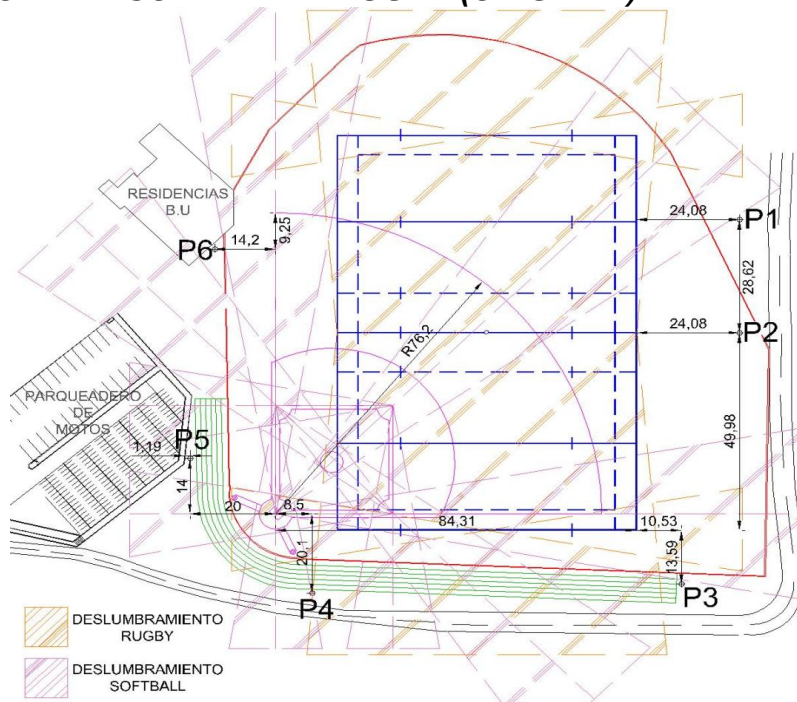 RESIDENCIAS
B.U
P6
14,2
9,25
24,08
P1
28,62
24,08
P2
R76,2
PARQUEADERO
DE
MOTOS
P5
1,19
14
20
8,5
84,31
10,53
49,98
20,1
13,59
P4
P3
DESLUMBRAMIENTO
RUGBY
DESLUMBRAMIENTO
SOFTBALL